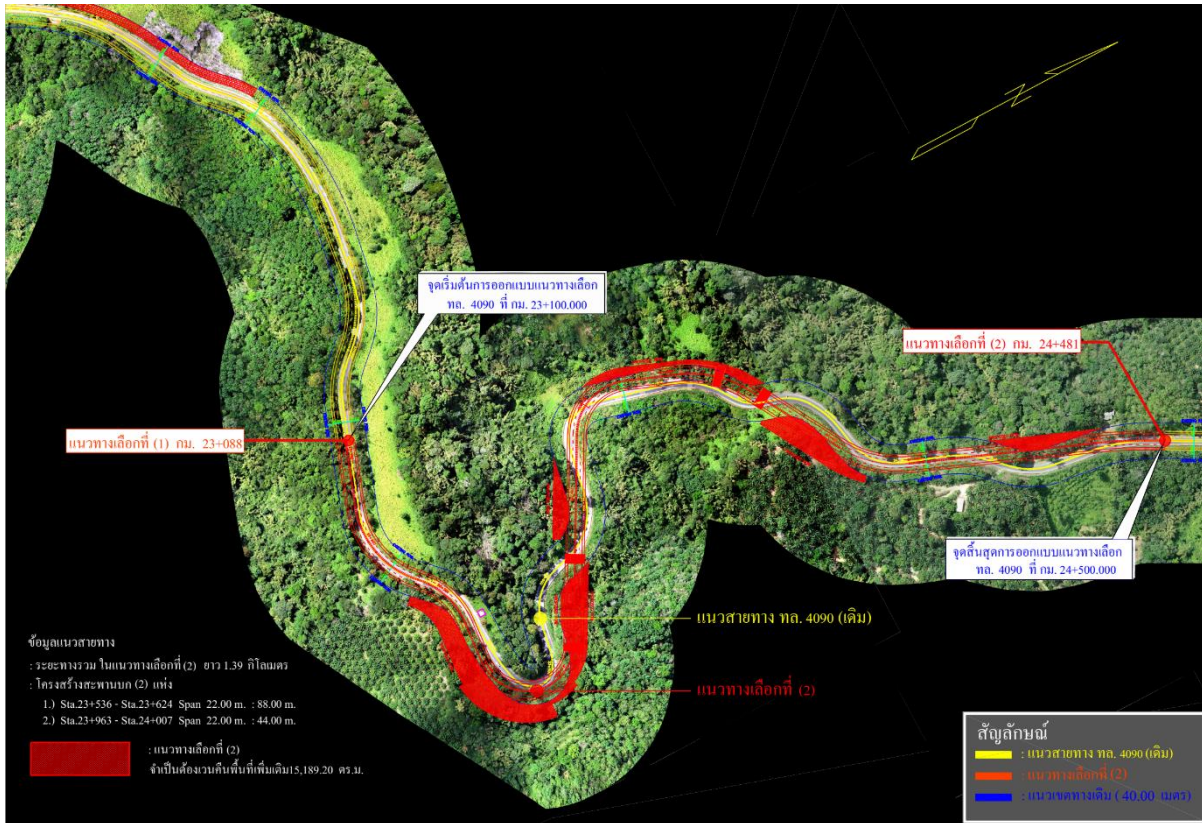 จุดเริ่มต้นการออกแบบแนวทางเลือก
ทล. 4090 ที่ กม. 23+100.000
แนวทางเลือกที่ (2) กม. 24+481
แนวทางเลือกที่ (1) กม. 23+088
จุดสิ้นสุดการออกแบบแนวทางเลือก
ทล. 4090 ที่ กม. 24+500.000
แนวสายทาง ทล. 4090 (เดิม)
แนวทางเลือกที่ (2)
ข้อมูลแนวสายทาง
: ระยะทางรวม ในแนวทางเลือกที่ (2) ยาว 1.39 กิโลเมตร
: โครงสร้างสะพานบก (2) แห่ง
1.) Sta.23+536 - Sta.23+624 Span 22.00 m. : 88.00 m.
2.) Sta.23+963 - Sta.24+007 Span 22.00 m. : 44.00 m.
: แนวทางเลือกที่ (2)
จำเป็นต้องเวนคืนพื้นที่เพิ่มเติม15,189.20 ตร.ม.
สัญลักษณ์
: แนวสายทาง ทล. 4090 (เดิม)
: แนวทางเลือกที่ (2)
: แนวเขตทางเดิม ( 40.00 เมตร)